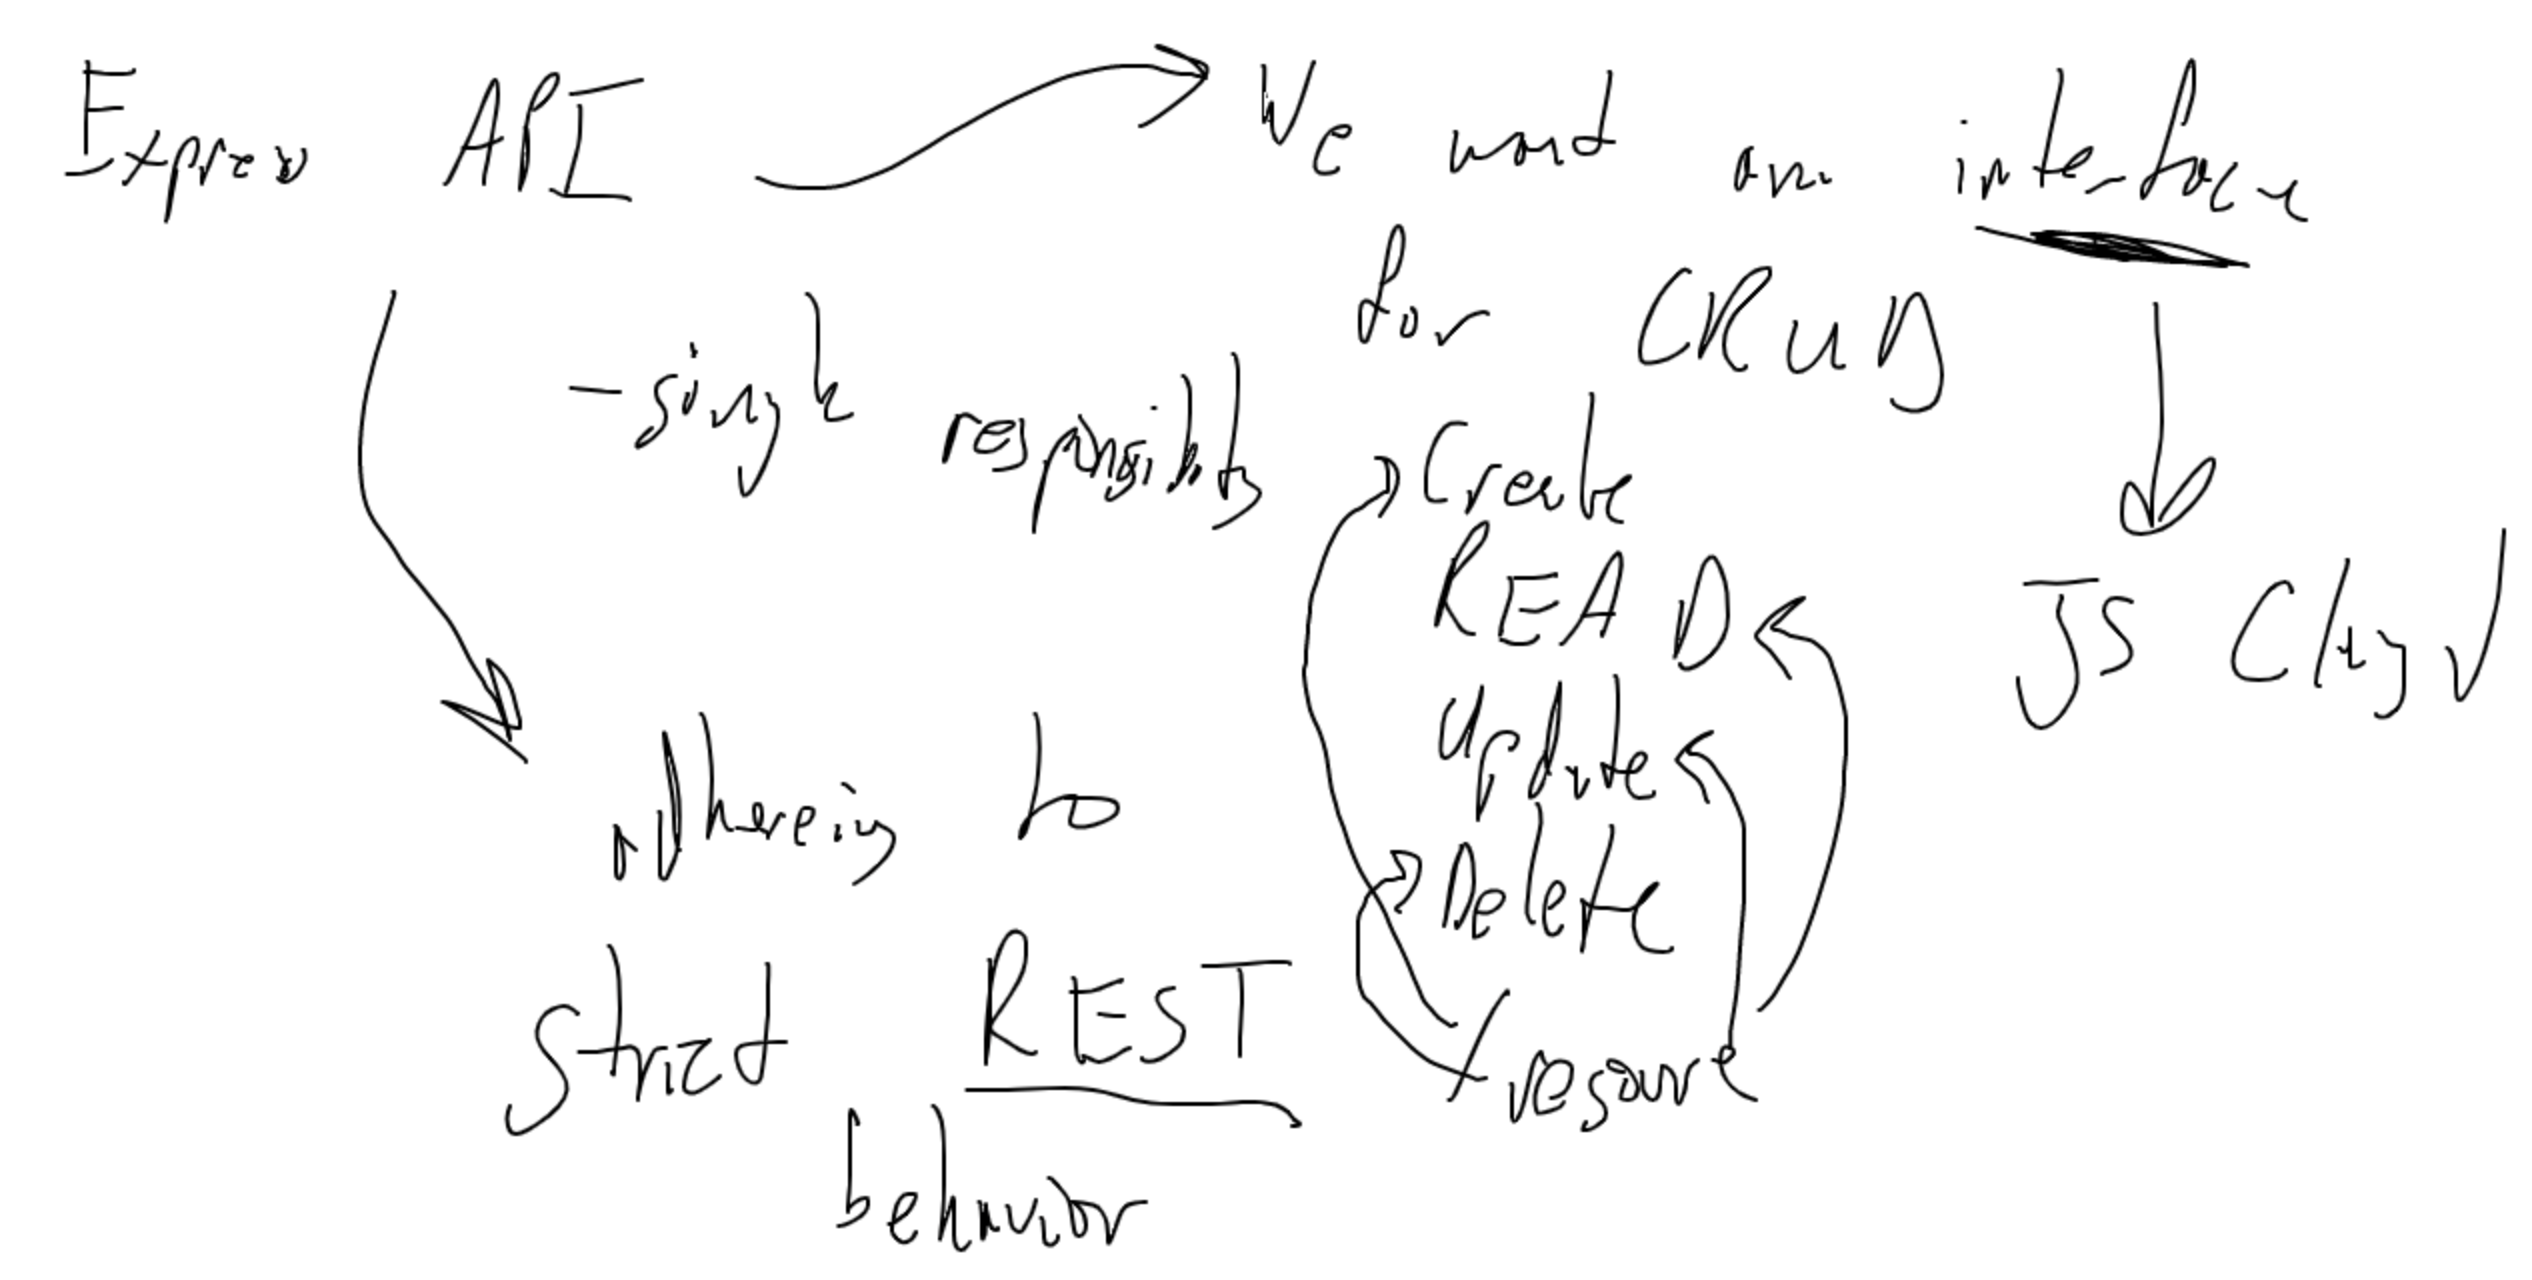 Express API
We want an interface
for CRUD
- single responsibility
Create
READ
Update
Delete
/resource
JS Class
adhereing to
strict REST
behavior